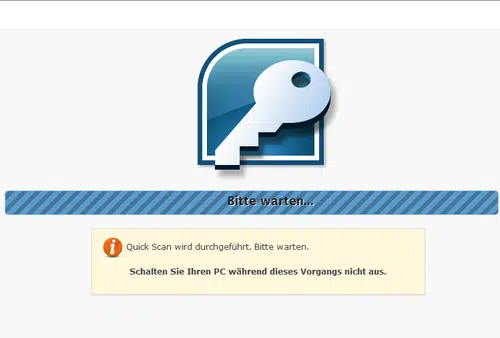 Bitte warten...
Quick Scan wird durchgeführt. Bitte warten.
Schalten Sie Ihren PC während dieses Vorgangs nicht aus.